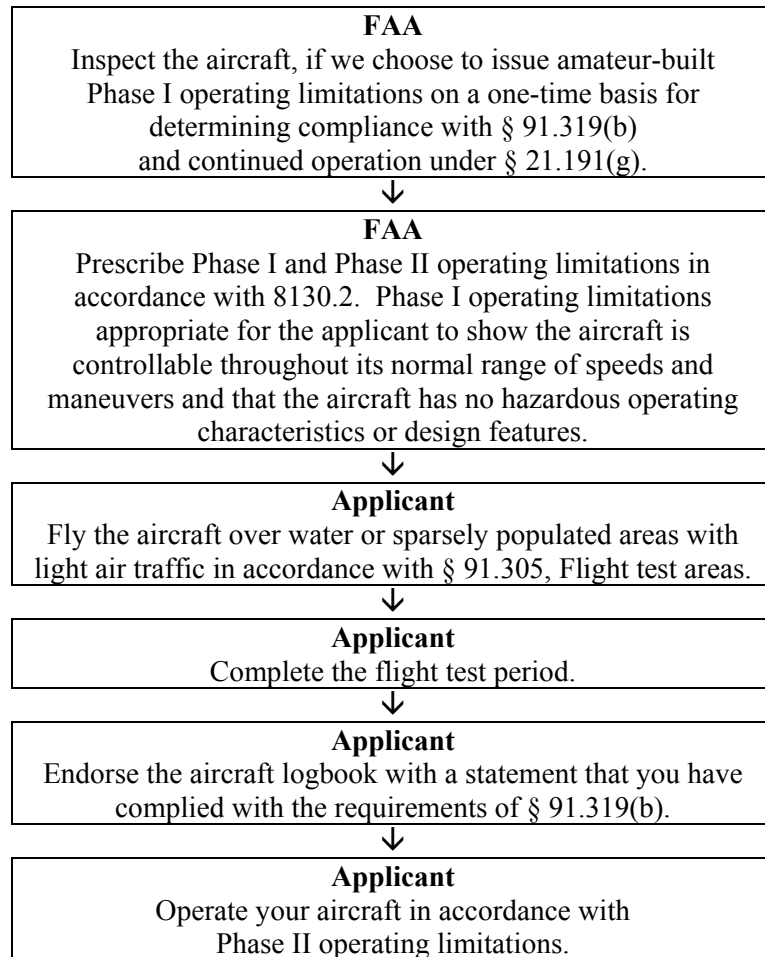 FAA
Inspect the aircraft, if we choose to issue amateur-built
Phase I operating limitations on a one-time basis for
determining compliance with § 91.319(b)
and continued operation under § 21.191(g).
↓
FAA
Prescribe Phase I and Phase II operating limitations in
accordance with 8130.2.  Phase I operating limitations
appropriate for the applicant to show the aircraft is
controllable throughout its normal range of speeds and
maneuvers and that the aircraft has no hazardous operating
characteristics or design features.
↓
Applicant
Fly the aircraft over water or sparsely populated areas with
light air traffic in accordance with § 91.305, Flight test areas.
↓
Applicant
Complete the flight test period.
↓
Applicant
Endorse the aircraft logbook with a statement that you have
complied with the requirements of § 91.319(b).
↓
Applicant
Operate your aircraft in accordance with
Phase II operating limitations.